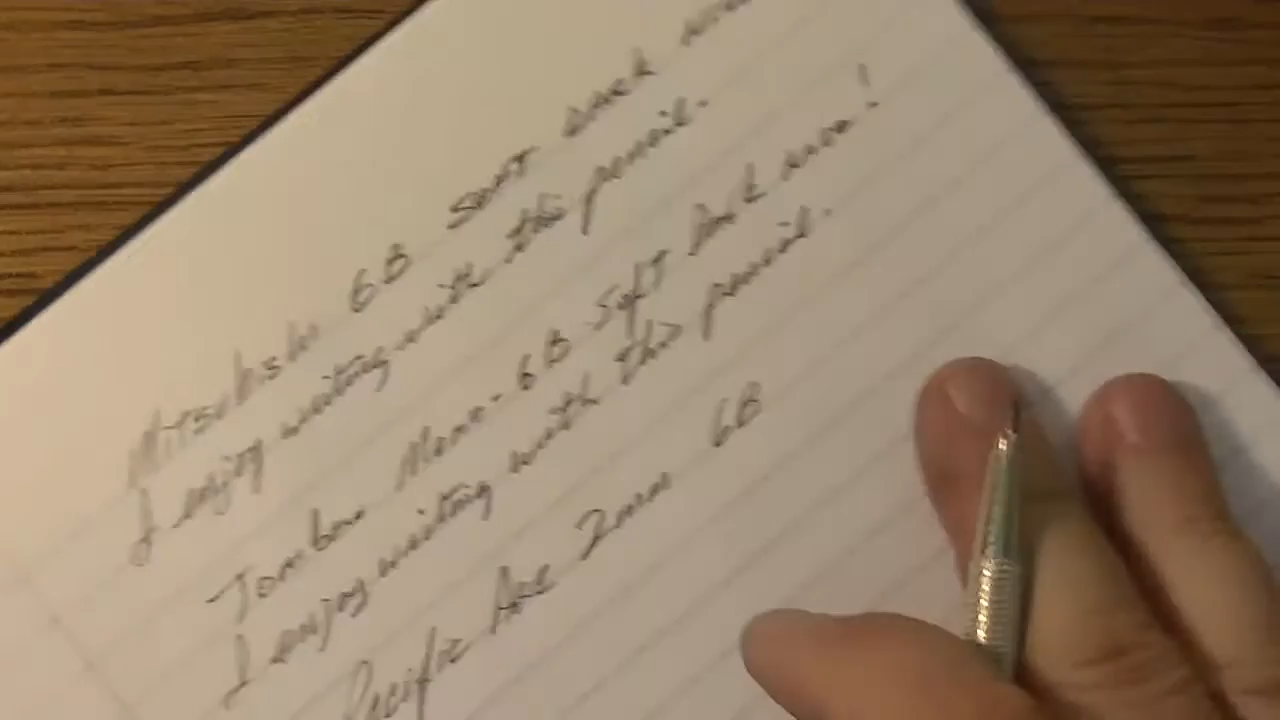 Mitsubishi 6B SOFT DARK
I enjoy writing with this pencil.
Tombow Mono - 6B Soft Dark
I enjoy writing with this pencil.
Pacific Arc 2mm 6B